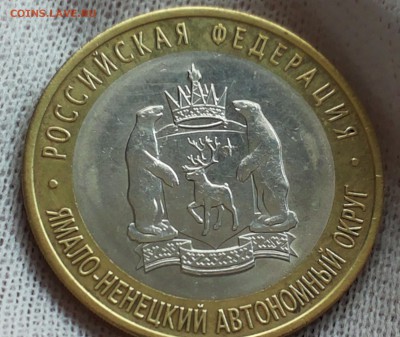 COINS.LAVE.RU
РОССИЙСКАЯ ФЕДЕРАЦИЯ
ЯМАЛО-НЕНЕЦКИЙ АВТОНОМНЫЙ ОКРУГ